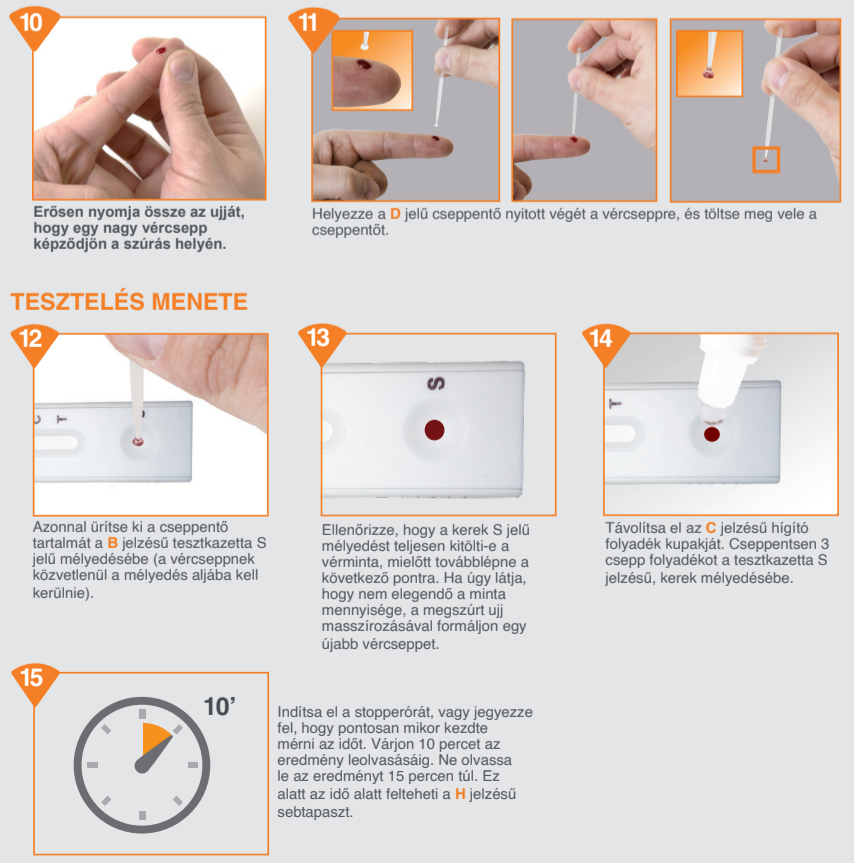 10
Erősen nyomja össze az ujját,
hogy egy nagy vércsepp
képződjön a szúrás helyén.
11
Helyezze a D jelű cseppentő nyitott végét a vércseppre, és töltse meg vele a
cseppentőt.
TESZTELÉS MENETE
12
C T
Azonnal ürítse ki a cseppentő
tartalmát a B jelzésű tesztkazetta S
jelű mélyedésébe (a vércseppnek
közvetlenül a mélyedés aljába kell
kerülnie).
13
S
Ellenőrizze, hogy a kerek S jelű
mélyedést teljesen kitölti-e a
vérminta, mielőtt továbblépne a
következő pontra. Ha úgy látja,
hogy nem elegendő a minta
mennyisége, a megszúrt ujj
masszírozásával formáljon egy
újabb vércseppet.
14
T
Távolítsa el az C jelzésű hígító
folyadék kupakját. Cseppentsen 3
csepp folyadékot a tesztkazetta S
jelzésű, kerek mélyedésébe.
15
10’
Indítsa el a stopperórát, vagy jegyezze
fel, hogy pontosan mikor kezdte
mérni az időt. Várjon 10 percet az
eredmény leolvasásáig. Ne olvassa
le az eredményt 15 percen túl. Ez
alatt az idő alatt felteheti a H jelzésű
sebtapaszt.